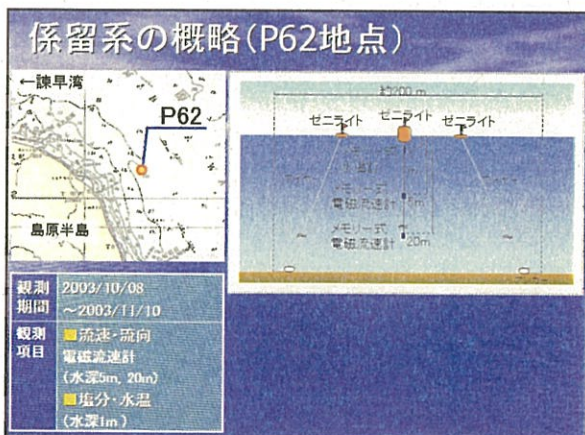 係留系の概略(P62地点)
←諫早湾
P62
島原半島
約200 m
ゼニライト
ゼニライト
ゼニライト
メモリー式
電磁流速計
5m
メモリー式
電磁流速計
20m
観測
期間
2003/10/08
～2003/11/10
観測
項目
■流速・流向
電磁流速計
(水深5m, 20m)
■塩分・水温
(水深1m)